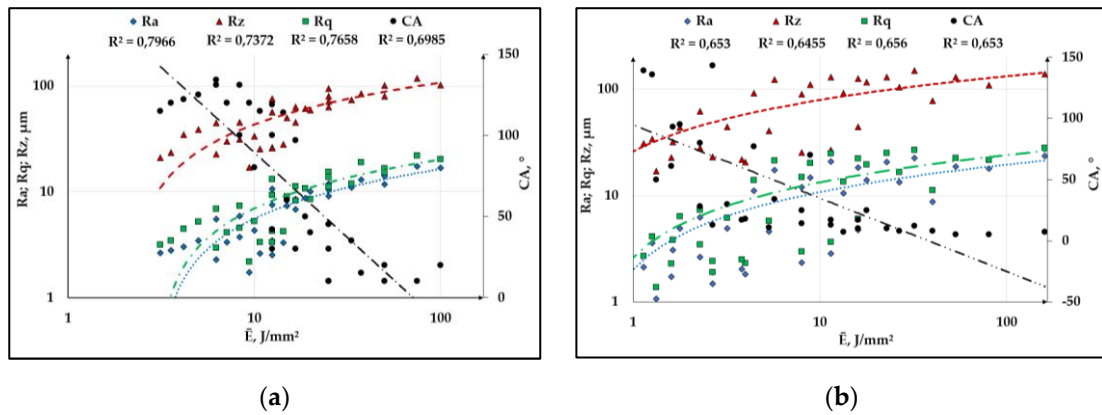 Ra Rz Rq CA
R² = 0,7966 R² = 0,7372 R² = 0,7658 R² = 0,6985
Ra; Rq; Rz, µm
100
10
1
150
100
50
0
CA, °
1 10 100
Ē, J/mm²
(a)
Ra Rz Rq CA
R² = 0,653 R² = 0,6455 R² = 0,656 R² = 0,653
Ra; Rq; Rz, µm
100
10
1
150
100
50
0
-50
CA, °
1 10 100
Ē, J/mm²
(b)